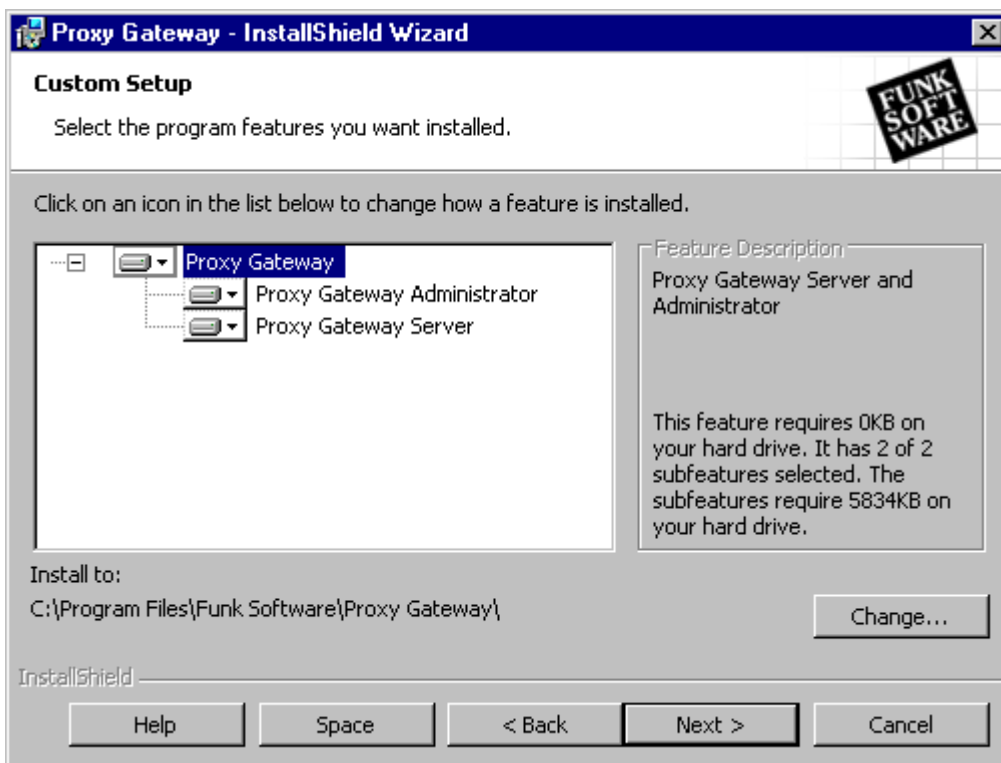 Proxy Gateway - InstallShield Wizard
Custom Setup
Select the program features you want installed.
FUNK
SOFT
WARE
Click on an icon in the list below to change how a feature is installed.
Proxy Gateway
Proxy Gateway Administrator
Proxy Gateway Server
Feature Description
Proxy Gateway Server and
Administrator
This feature requires 0KB on
your hard drive. It has 2 of 2
subfeatures selected. The
subfeatures require 5834KB on
your hard drive.
Install to:
C:\Program Files\Funk Software\Proxy Gateway\
Change...
InstallShield
Help
Space
< Back
Next >
Cancel